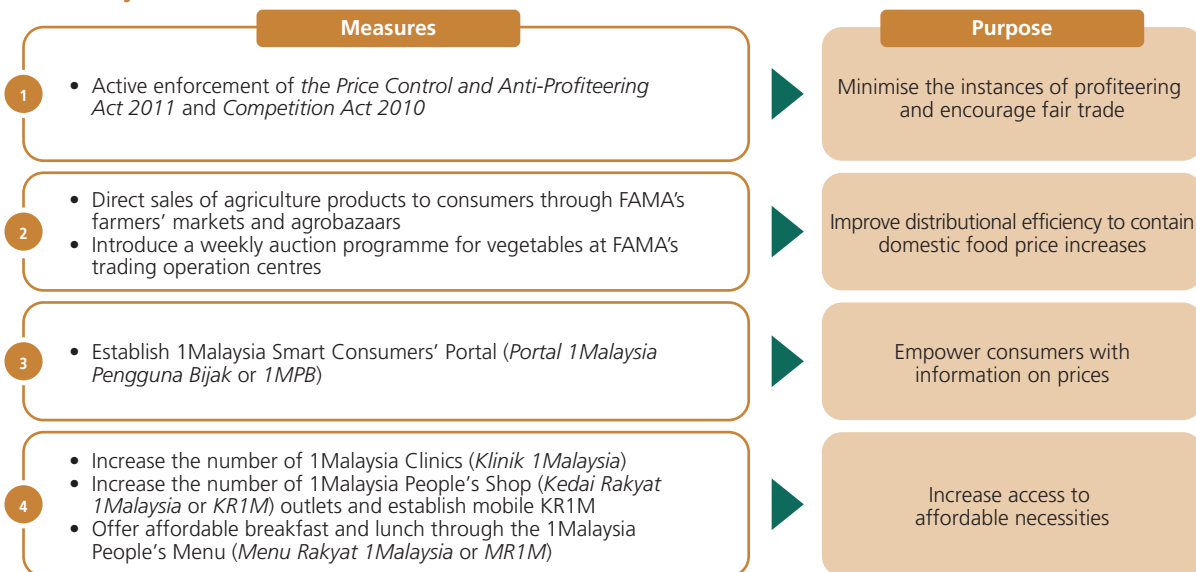 Measures
Purpose
1
• Active enforcement of the Price Control and Anti-Profiteering
Act 2011 and Competition Act 2010
Minimise the instances of profiteering
and encourage fair trade
2
• Direct sales of agriculture products to consumers through FAMA’s
farmers’ markets and agrobazaars
• Introduce a weekly auction programme for vegetables at FAMA’s
trading operation centres
Improve distributional efficiency to contain
domestic food price increases
3
• Establish 1Malaysia Smart Consumers’ Portal (Portal 1Malaysia
Pengguna Bijak or 1MPB)
Empower consumers with
information on prices
4
• Increase the number of 1Malaysia Clinics (Klinik 1Malaysia)
• Increase the number of 1Malaysia People’s Shop (Kedai Rakyat
1Malaysia or KR1M) outlets and establish mobile KR1M
• Offer affordable breakfast and lunch through the 1Malaysia
People’s Menu (Menu Rakyat 1Malaysia or MR1M)
Increase access to
affordable necessities